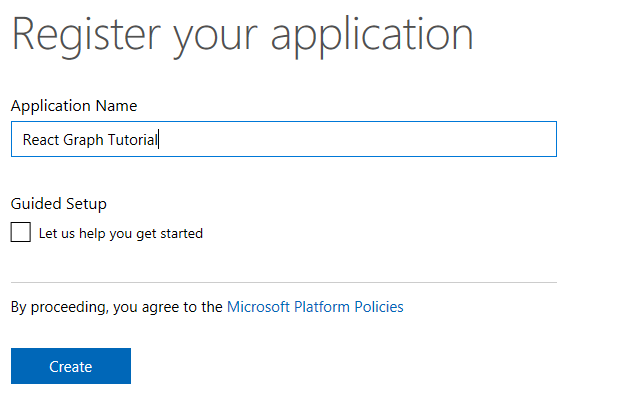 Register your application
Application Name
React Graph Tutorial
Guided Setup
Let us help you get started
By proceeding, you agree to the Microsoft Platform Policies
Create